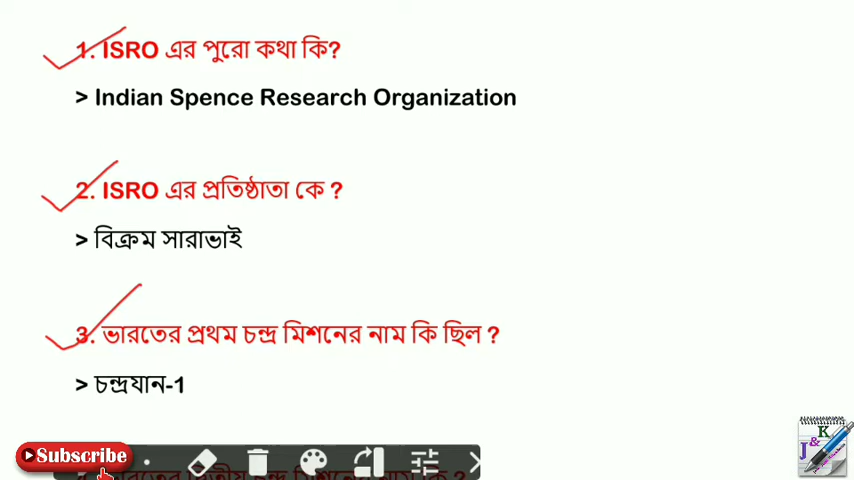 1. ISRO এর পুরো কথা কি?
> Indian Spence Research Organization
2. ISRO এর প্রতিষ্ঠাতা কে ?
> বিক্রম সারাভাই
3. ভারতের প্রথম চন্দ্র মিশনের নাম কি ছিল ?
> চন্দ্রযান-1
Subscribe
J&K